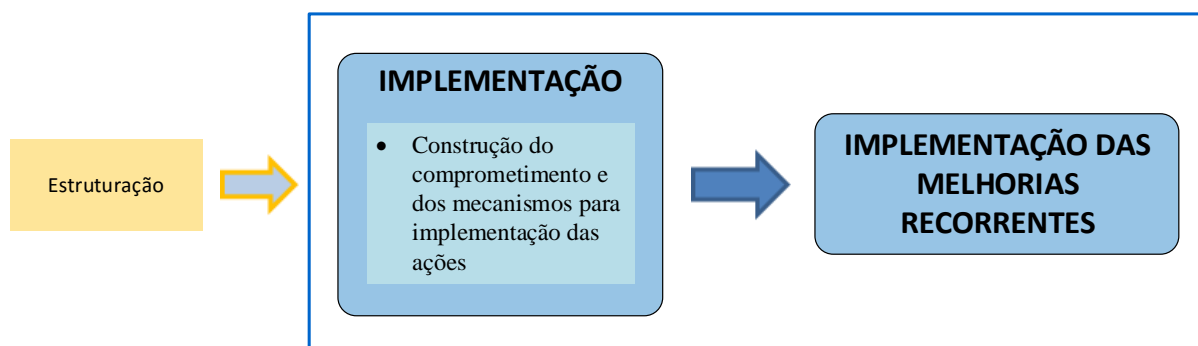 Estruturação
IMPLEMENTAÇÃO
• Construção do
comprometimento e
dos mecanismos para
implementação das
ações
IMPLEMENTAÇÃO DAS
MELHORIAS
RECORRENTES